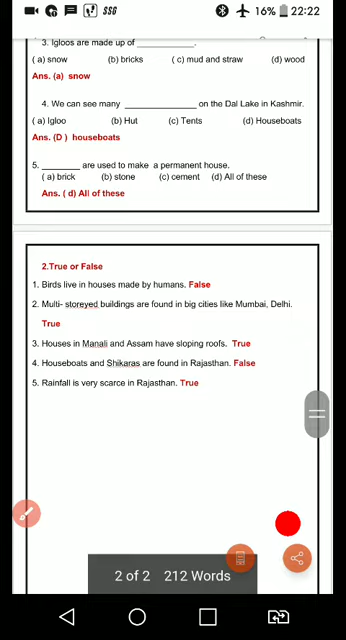 SSG 16% 22:22
3. Igloos are made up of ____________.
( a) snow (b) bricks ( c) mud and straw (d) wood
Ans. (a) snow
4. We can see many _______________ on the Dal Lake in Kashmir.
( a) Igloo (b) Hut (c) Tents (d) Houseboats
Ans. (D ) houseboats
5. ________ are used to make a permanent house.
( a) brick (b) stone (c) cement (d) All of these
Ans. ( d) All of these
2.True or False
1. Birds live in houses made by humans. False
2. Multi- storeyed buildings are found in big cities like Mumbai, Delhi.
True
3. Houses in Manali and Assam have sloping roofs. True
4. Houseboats and Shikaras are found in Rajasthan. False
5. Rainfall is very scarce in Rajasthan. True
2 of 2 212 Words